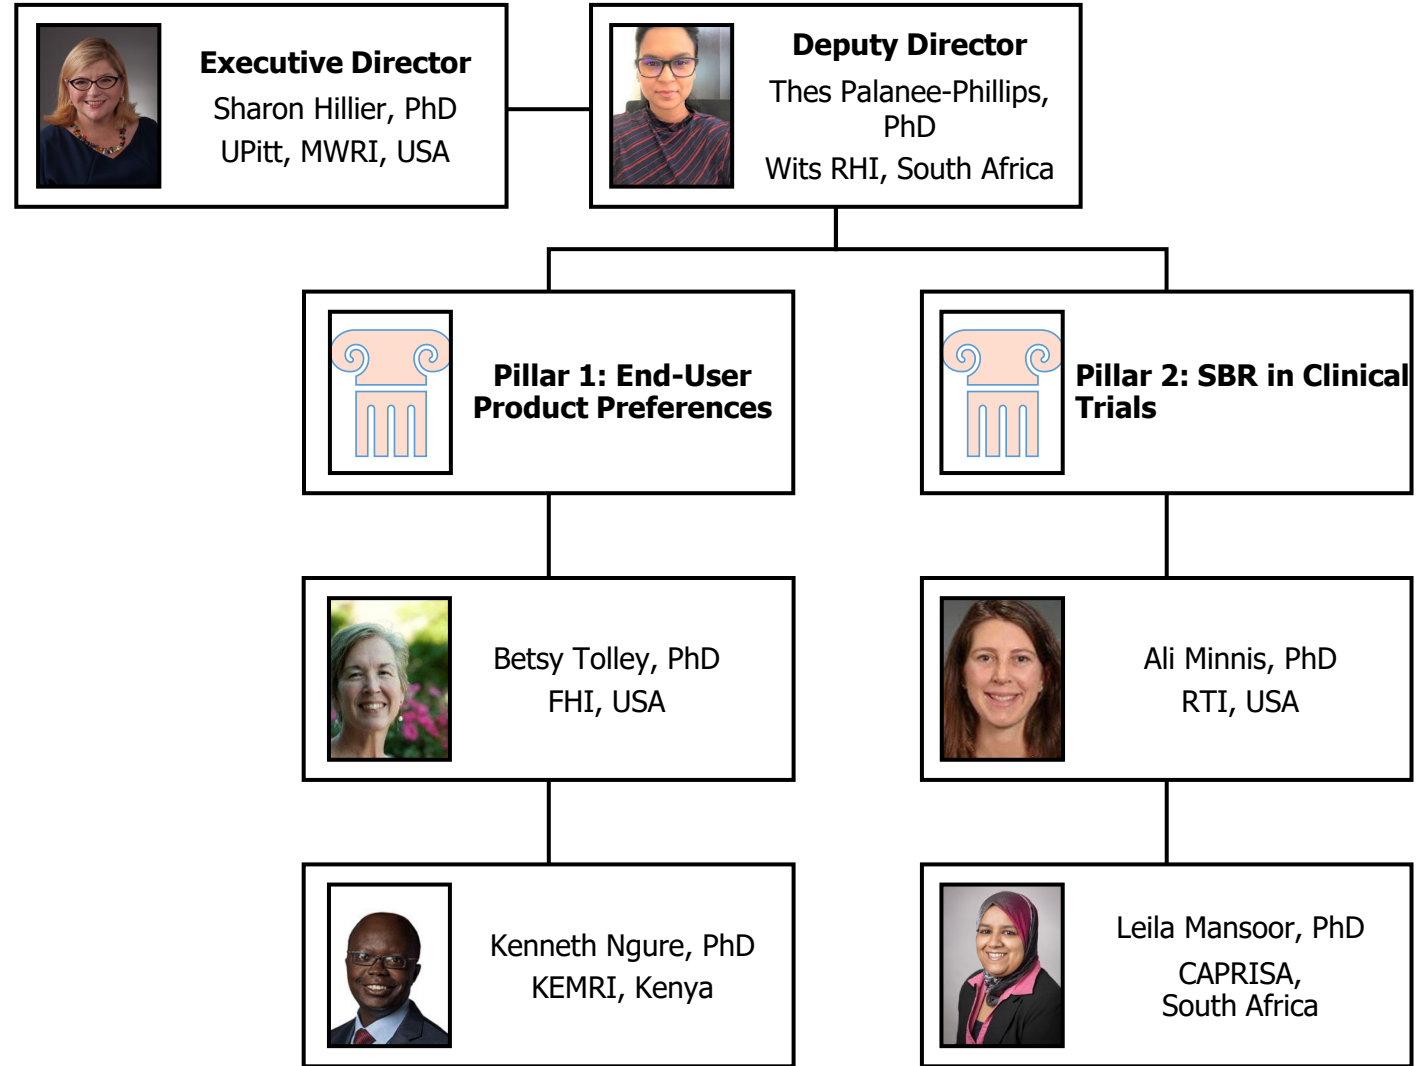 Executive Director
Sharon Hillier, PhD
UPitt, MWRI, USA
Deputy Director
Thes Palanee-Phillips,
PhD
Wits RHI, South Africa
Pillar 1: End-User
Product Preferences
Pillar 2: SBR in Clinical
Trials
Betsy Tolley, PhD
FHI, USA
Ali Minnis, PhD
RTI, USA
Kenneth Ngure, PhD
KEMRI, Kenya
Leila Mansoor, PhD
CAPRISA,
South Africa